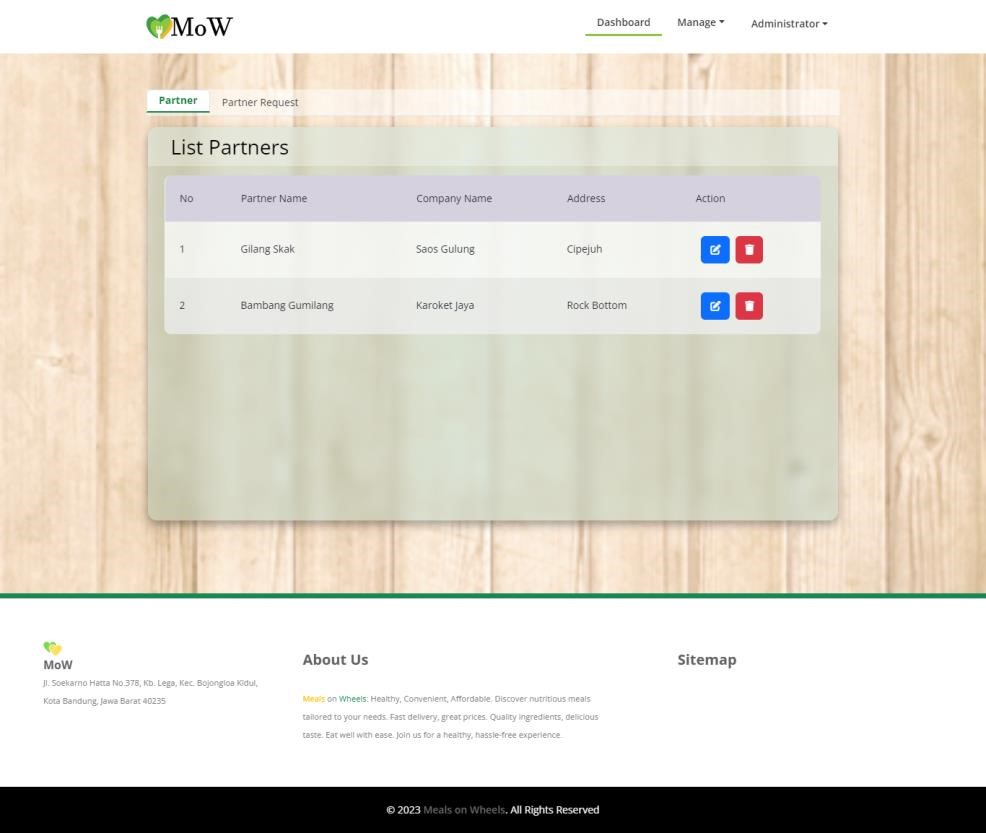 MoW
Dashboard Manage Administrator
Partner Partner Request
List Partners
No Partner Name Company Name Address Action
1 Gilang Skak Saos Gulung Cipejuh
2 Bambang Gumilang Karoket Jaya Rock Bottom
MoW
Jl. Soekarno Hatta No.378, Kb. Lega, Kec. Bojongloa Kidul,
Kota Bandung, Jawa Barat 40235
About Us
Meals on Wheels: Healthy, Convenient, Affordable. Discover nutritious meals
tailored to your needs. Fast delivery, great prices. Quality ingredients, delicious
taste. Eat well with ease. Join us for a healthy, hassle-free experience.
Sitemap
© 2023 Meals on Wheels. All Rights Reserved